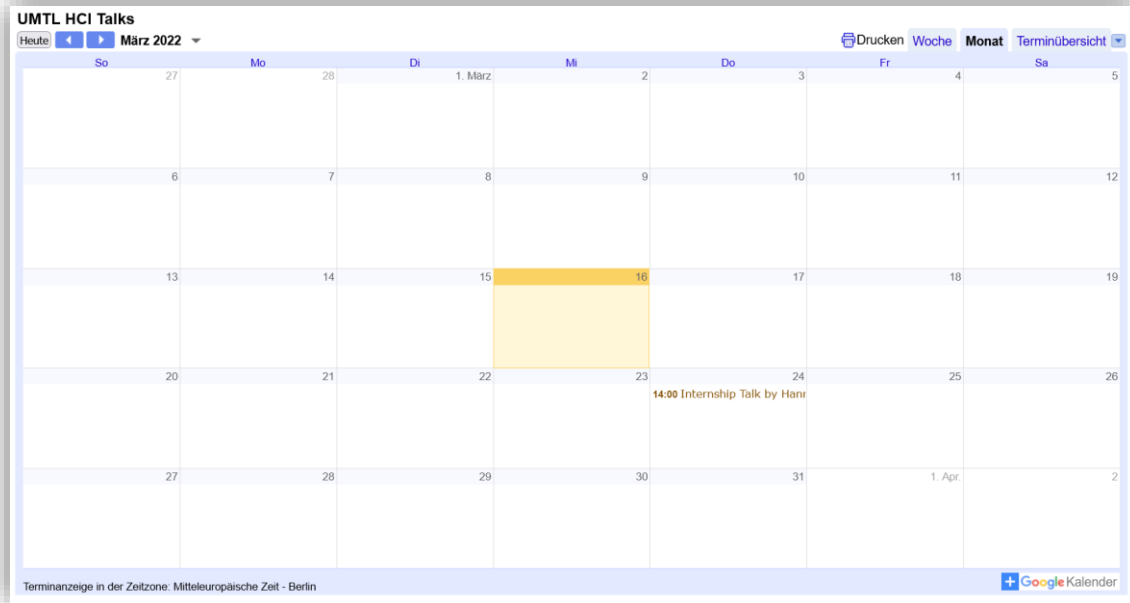 UMTL HCI Talks
Heute März 2022 Drucken Woche Monat Terminübersicht
So Mo Di Mi Do Fr Sa
27 28 1. März 2 3 4 5
6 7 8 9 10 11 12
13 14 15 16 17 18 19
20 21 22 23 24 25 26
14:00 Internship Talk by Hanr
27 28 29 30 31 1. Apr. 2
Terminanzeige in der Zeitzone: Mitteleuropäische Zeit - Berlin
Google Kalender